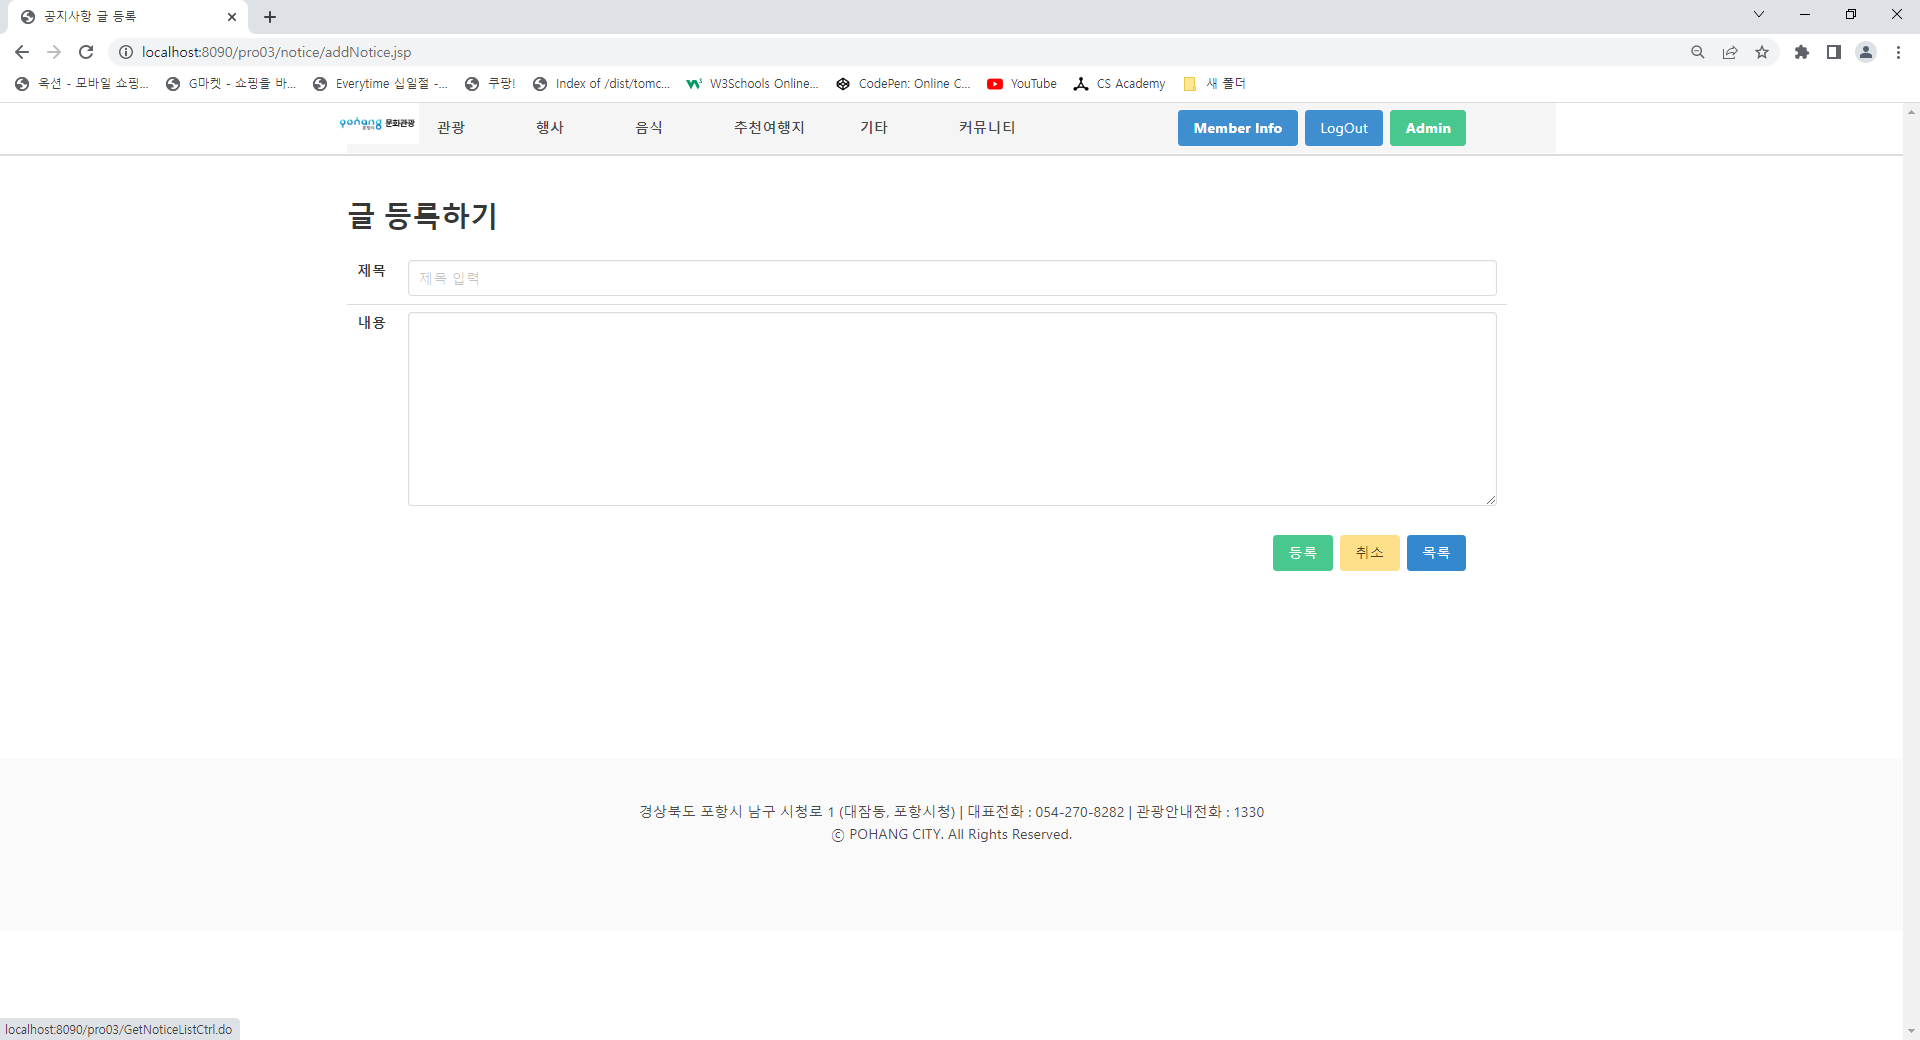 공지사항 글 등록
localhost:8090/pro03/notice/addNotice.jsp
옥션 - 모바일 쇼핑... G마켓 - 쇼핑을 바... Everytime 십일절 -... 쿠팡! Index of /dist/tomc... W3Schools Online... CodePen: Online C... YouTube CS Academy 새 폴더
pohang 포항시 문화관광 관광 행사 음식 추천여행지 기타 커뮤니티 Member Info LogOut Admin
글 등록하기
제목 제목 입력
내용
등록 취소 목록
경상북도 포항시 남구 시청로 1 (대잠동, 포항시청) | 대표전화 : 054-270-8282 | 관광안내전화 : 1330
ⓒ POHANG CITY. All Rights Reserved.
localhost:8090/pro03/GetNoticeListCtrl.do